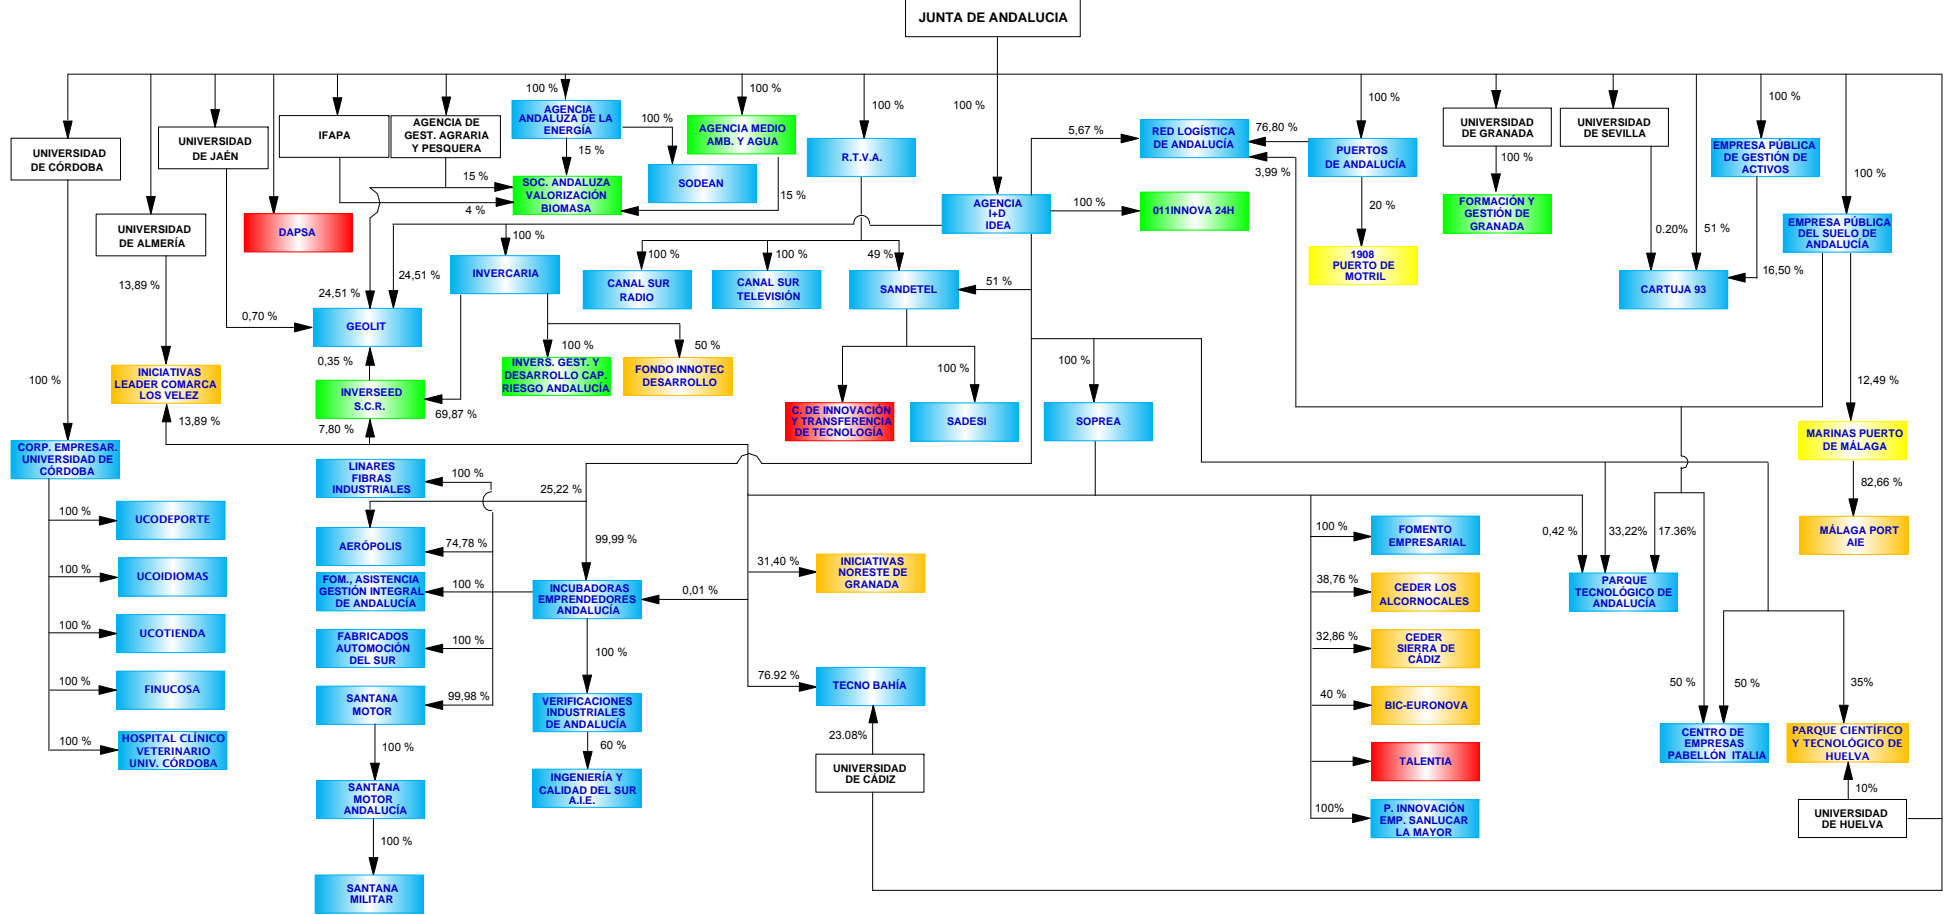 JUNTA DE ANDALUCIA
100 %
100 %
100 %
100 %
100 %
100 %
UNIVERSIDAD
DE CÓRDOBA
UNIVERSIDAD
DE JAÉN
IFAPA
AGENCIA DE
GEST. AGRARIA
Y PESQUERA
AGENCIA
ANDALUZA DE LA
ENERGÍA
100 %
AGENCIA MEDIO
AMB. Y AGUA
R.T.V.A.
5,67 %
RED LOGÍSTICA
DE ANDALUCÍA
76,80 %
3,99 %
PUERTOS
DE ANDALUCÍA
UNIVERSIDAD
DE GRANADA
UNIVERSIDAD
DE SEVILLA
EMPRESA PÚBLICA
DE GESTIÓN DE
ACTIVOS
15 %
SODEAN
15 %
15 %
4 %
SOC. ANDALUZA
VALORIZACIÓN
BIOMASA
100 %
100 %
UNIVERSIDAD
DE ALMERÍA
DAPSA
AGENCIA
I+D
IDEA
100 %
011INNOVA 24H
20 %
FORMACIÓN Y
GESTIÓN DE
GRANADA
0.20%
51 %
EMPRESA PÚBLICA
DEL SUELO DE
ANDALUCÍA
100 %
INVERCARIA
100 %
CANAL SUR
RADIO
100 %
CANAL SUR
TELEVISIÓN
49 %
SANDETEL
51 %
1908
PUERTO DE
MOTRIL
16,50 %
CARTUJA 93
13,89 %
24,51 %
24,51 %
0,70 %
GEOLIT
0,35 %
100 %
INICIATIVAS
LEADER COMARCA
LOS VELEZ
100 %
INVERS. GEST. Y
DESARROLLO CAP.
RIESGO ANDALUCÍA
50 %
FONDO INNOTEC
DESARROLLO
100 %
100 %
12,49 %
INVERSEED
S.C.R.
69,87 %
13,89 %
7,80 %
C. DE INNOVACIÓN
Y TRANSFERENCIA
DE TECNOLOGÍA
SADESI
SOPREA
MARINAS PUERTO
DE MÁLAGA
CORP. EMPRESAR.
UNIVERSIDAD DE
CÓRDOBA
LINARES
FIBRAS
INDUSTRIALES
100 %
25,22 %
82,66 %
100 %
UCODEPORTE
AERÓPOLIS
74,78 %
99,99 %
100 %
FOMENTO
EMPRESARIAL
0,42 %
33,22%
17.36%
MÁLAGA PORT
AIE
100 %
UCOIDIOMAS
FOM., ASISTENCIA
GESTIÓN INTEGRAL
DE ANDALUCÍA
100 %
INCUBADORAS
EMPRENDEDORES
ANDALUCÍA
0,01 %
31,40 %
INICIATIVAS
NORESTE DE
GRANADA
38,76 %
CEDER LOS
ALCORNOCALES
PARQUE
TECNOLÓGICO DE
ANDALUCÍA
100 %
UCOTIENDA
FABRICADOS
AUTOMOCIÓN
DEL SUR
100 %
100 %
32,86 %
CEDER
SIERRA DE
CÁDIZ
100 %
FINUCOSA
SANTANA
MOTOR
99,98 %
VERIFICACIONES
INDUSTRIALES
DE ANDALUCÍA
76.92 %
TECNO BAHÍA
40 %
BIC-EURONOVA
50 %
50 %
35%
100 %
HOSPITAL CLÍNICO
VETERINARIO
UNIV. CÓRDOBA
100 %
60 %
23.08%
TALENTIA
CENTRO DE
EMPRESAS
PABELLÓN ITALIA
PARQUE CIENTÍFICO
Y TECNOLÓGICO DE
HUELVA
SANTANA
MOTOR
ANDALUCÍA
INGENIERÍA Y
CALIDAD DEL SUR
A.I.E.
UNIVERSIDAD
DE CÁDIZ
100%
P. INNOVACIÓN
EMP. SANLUCAR
LA MAYOR
10%
UNIVERSIDAD
DE HUELVA
100 %
SANTANA
MILITAR